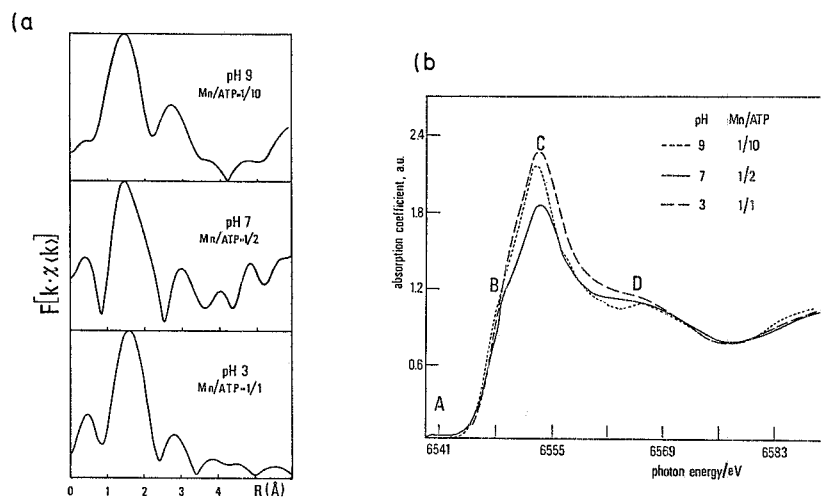 (a
pH 9
Mn/ATP=1/10
pH 7
Mn/ATP=1/2
pH 3
Mn/ATP=1/1
F[k·χ(k)]
0 1 2 3 4 R(Å)
(b
absorption coefficient, a.u.
2.4
1.8
1.2
0.6
A
B
C
D
pH Mn/ATP
9 1/10
7 1/2
3 1/1
6541 6555 6569 6583
photon energy/eV